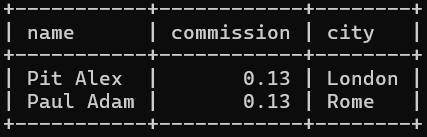 +-----------+------------+--------+
| name      | commission | city   |
+-----------+------------+--------+
| Pit Alex  |       0.13 | London |
| Paul Adam |       0.13 | Rome   |
+-----------+------------+--------+